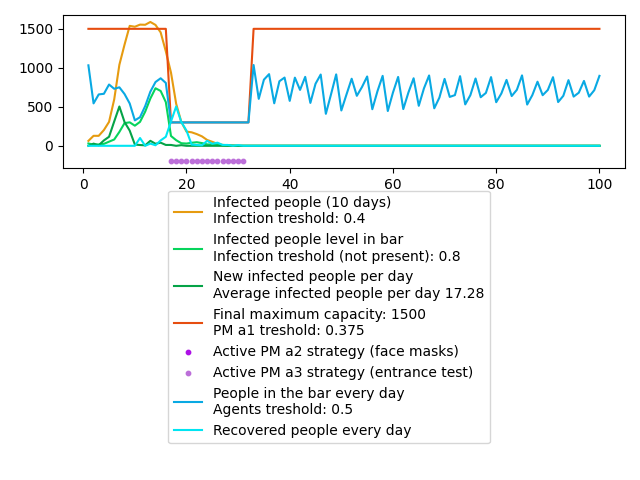 1500
1000
500
0
0 20 40 60 80 100
Infected people (10 days)
Infection treshold: 0.4
Infected people level in bar
Infection treshold (not present): 0.8
New infected people per day
Average infected people per day 17.28
Final maximum capacity: 1500
PM a1 treshold: 0.375
Active PM a2 strategy (face masks)
Active PM a3 strategy (entrance test)
People in the bar every day
Agents treshold: 0.5
Recovered people every day